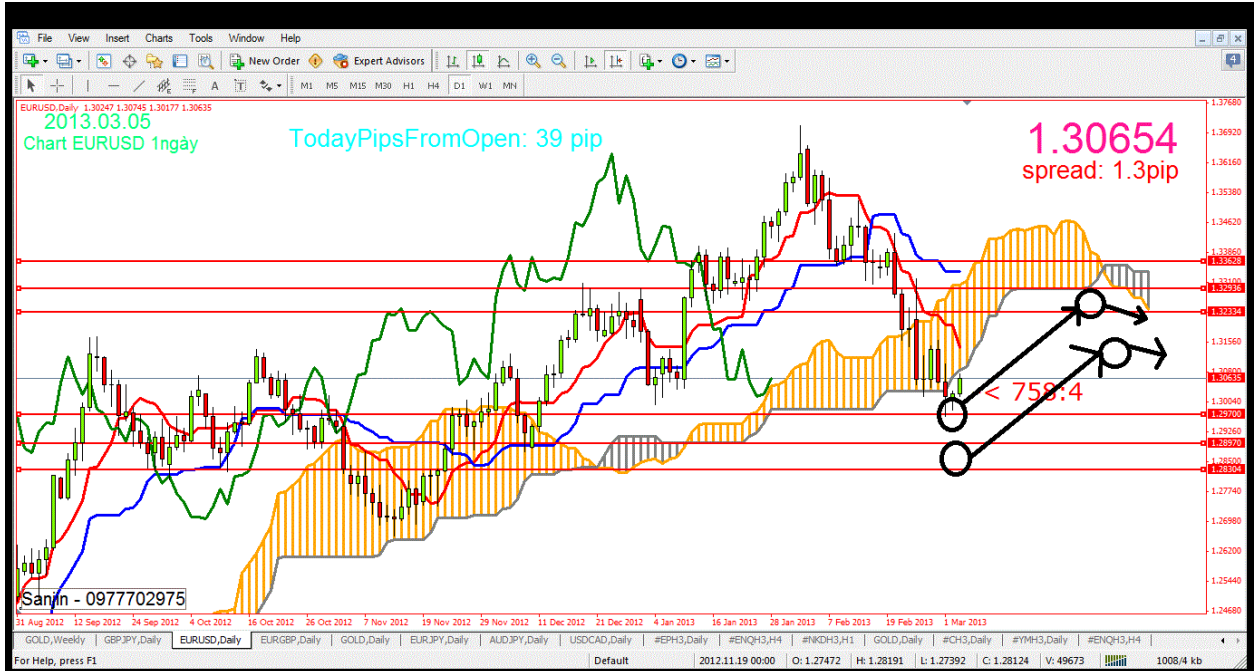 File View Insert Charts Tools Window Help
4
New Order Expert Advisors
A T M1 M5 M15 M30 H1 H4 D1 W1 MN
EURUSD,Daily 1.30247 1.30745 1.30177 1.30635
2013.03.05
Chart EURUSD 1ngày
TodayPipsFromOpen: 39 pip
1.30654
spread: 1.3pip
1.37680
1.36920
1.36160
1.35380
1.34620
1.33860
1.33628
1.32936
1.32334
1.31560
1.30635
1.30040
1.29700
1.29260
1.28970
1.28500
1.28304
1.27740
1.26980
1.26200
1.25440
1.24680
< 758:4
Sanjin - 0977702975
31 Aug 2012 12 Sep 2012 24 Sep 2012 4 Oct 2012 16 Oct 2012 26 Oct 2012 7 Nov 2012 19 Nov 2012 29 Nov 2012 11 Dec 2012 21 Dec 2012 4 Jan 2013 16 Jan 2013 28 Jan 2013 7 Feb 2013 19 Feb 2013 1 Mar 2013
GOLD,Weekly GBPJPY,Daily EURUSD,Daily EURGBP,Daily GOLD,Daily EURJPY,Daily AUDJPY,Daily USDCAD,Daily #EPH3,Daily #ENQH3,H4 #NKDH3,H1 GOLD,Daily #CH3,Daily #YMH3,Daily #ENQH3,H4
For Help, press F1 Default 2012.11.19 00:00 O: 1.27472 H: 1.28191 L: 1.27392 C: 1.28124 V: 49673 1008/4 kb